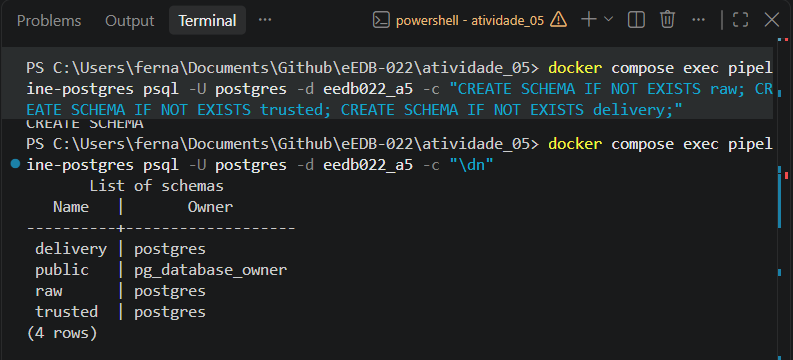 Problems Output Terminal ··· powershell - atividade_05
PS C:\Users\ferna\Documents\Github\eEDB-022\atividade_05> docker compose exec pipel
ine-postgres psql -U postgres -d eedb022_a5 -c "CREATE SCHEMA IF NOT EXISTS raw; CR
EATE SCHEMA IF NOT EXISTS trusted; CREATE SCHEMA IF NOT EXISTS delivery;"
CREATE SCHEMA
PS C:\Users\ferna\Documents\Github\eEDB-022\atividade_05> docker compose exec pipel
ine-postgres psql -U postgres -d eedb022_a5 -c "\dn"
List of schemas
Name | Owner
----------+-------------------
delivery | postgres
public | pg_database_owner
raw | postgres
trusted | postgres
(4 rows)